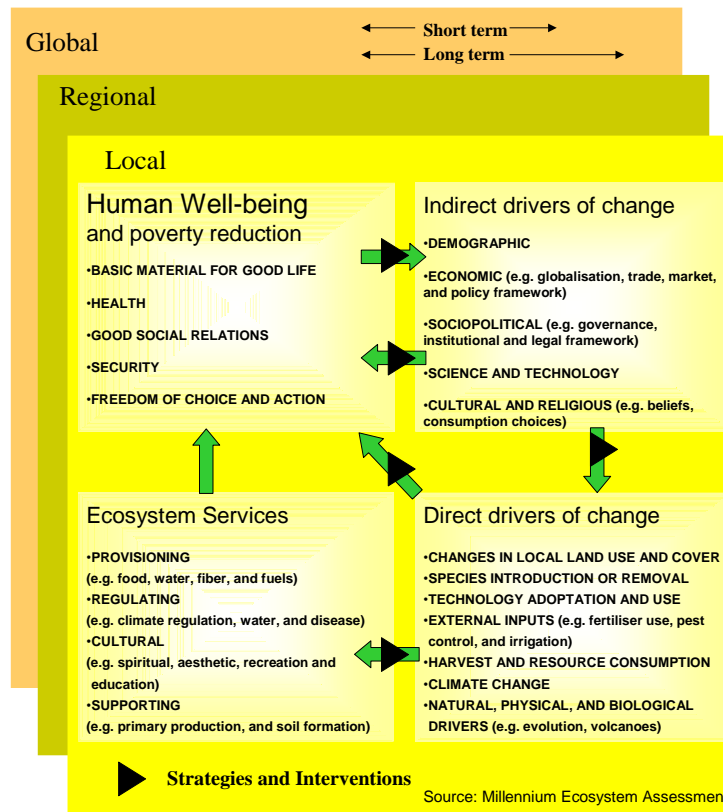 Global
Short term
Long term
Regional
Local
Human Well-being
and poverty reduction
•BASIC MATERIAL FOR GOOD LIFE
•HEALTH
•GOOD SOCIAL RELATIONS
•SECURITY
•FREEDOM OF CHOICE AND ACTION
Indirect drivers of change
•DEMOGRAPHIC
•ECONOMIC (e.g. globalisation, trade, market,
and policy framework)
•SOCIOPOLITICAL (e.g. governance,
institutional and legal framework)
•SCIENCE AND TECHNOLOGY
•CULTURAL AND RELIGIOUS (e.g. beliefs,
consumption choices)
Ecosystem Services
•PROVISIONING
(e.g. food, water, fiber, and fuels)
•REGULATING
(e.g. climate regulation, water, and disease)
•CULTURAL
(e.g. spiritual, aesthetic, recreation and
education)
•SUPPORTING
(e.g. primary production, and soil formation)
Direct drivers of change
•CHANGES IN LOCAL LAND USE AND COVER
•SPECIES INTRODUCTION OR REMOVAL
•TECHNOLOGY ADOPTATION AND USE
•EXTERNAL INPUTS (e.g. fertiliser use, pest
control, and irrigation)
•HARVEST AND RESOURCE CONSUMPTION
•CLIMATE CHANGE
•NATURAL, PHYSICAL, AND BIOLOGICAL
DRIVERS (e.g. evolution, volcanoes)
Strategies and Interventions
Source: Millennium Ecosystem Assessmen